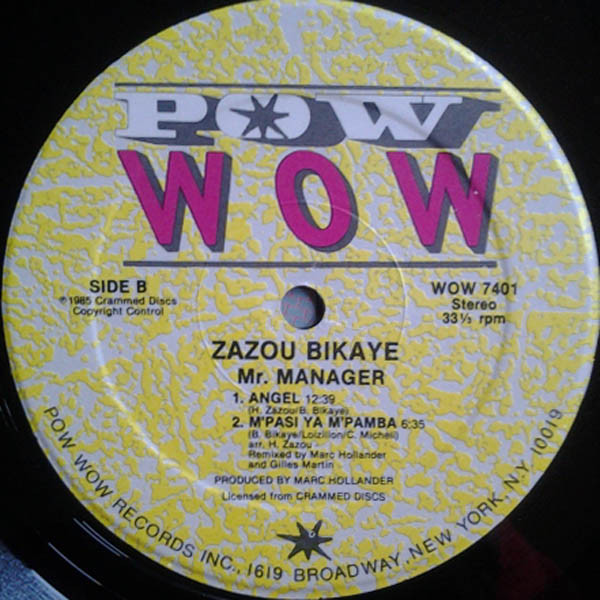 POW
WOW
SIDE B
℗1985 Crammed Discs
Copyright Control
WOW 7401
Stereo
33⅓ rpm
ZAZOU BIKAYE
Mr. MANAGER
1. ANGEL 12:39
(H. Zazou/B. Bikaye)
2. M'PASI YA M'PAMBA 6:35
(B. Bikaye/Loizillon/C. Micheli)
arr. H. Zazou -
Remixed by Marc Hollander
and Gilles Martin
PRODUCED BY MARC HOLLANDER
Licensed from CRAMMED DISCS
POW WOW RECORDS INC., 1619 BROADWAY, NEW YORK, N.Y. 10019